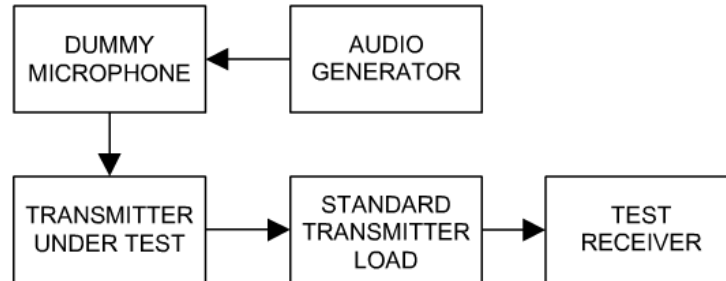 DUMMY
MICROPHONE
AUDIO
GENERATOR
TRANSMITTER
UNDER TEST
STANDARD
TRANSMITTER
LOAD
TEST
RECEIVER